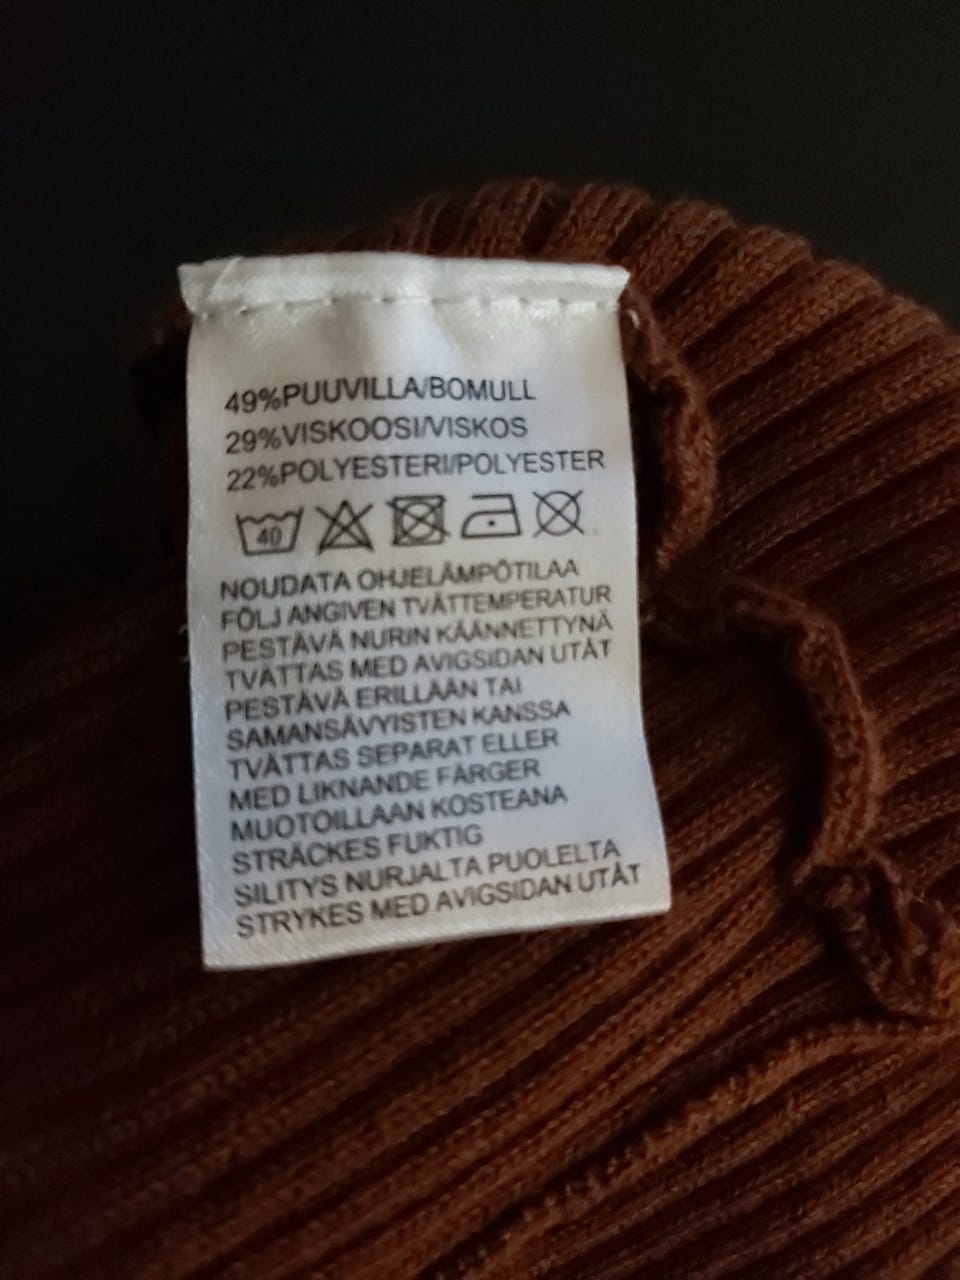 49%PUUVILLA/BOMULL
29%VISKOOSI/VISKOS
22%POLYESTERI/POLYESTER
40
NOUDATA OHJELÄMPÖTILAA
FÖLJ ANGIVEN TVÄTTEMPERATUR
PESTÄVÄ NURIN KÄÄNNETTYNÄ
TVÄTTAS MED AVIGSIDAN UTÅT
PESTÄVÄ ERILLÄÄN TAI
SAMANSÄVYISTEN KANSSA
TVÄTTAS SEPARAT ELLER
MED LIKNANDE FÄRGER
MUOTOILLAAN KOSTEANA
STRÄCKES FUKTIG
SILITYS NURJALTA PUOLELTA
STRYKES MED AVIGSIDAN UTÅT